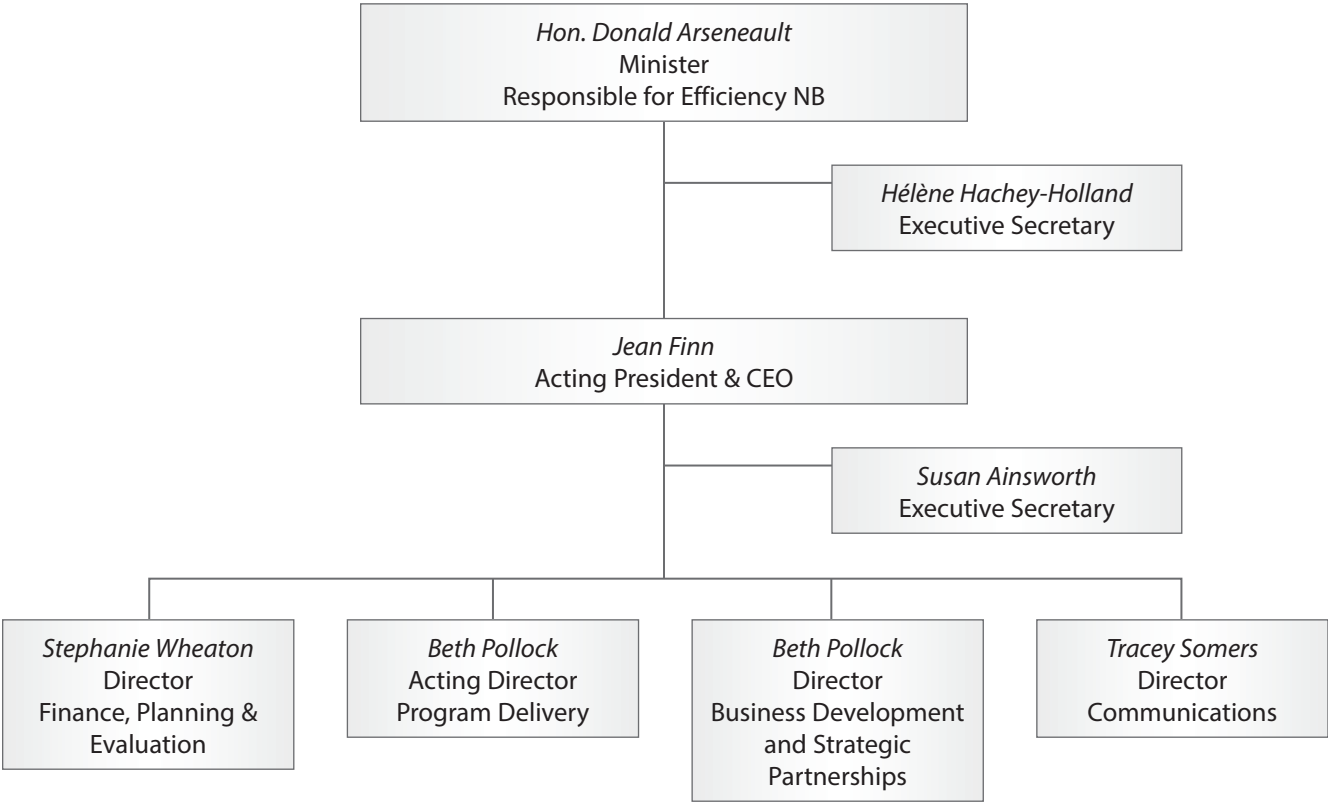 Hon. Donald Arseneault
Minister
Responsible for Efficiency NB
Hélène Hachey-Holland
Executive Secretary
Jean Finn
Acting President & CEO
Susan Ainsworth
Executive Secretary
Stephanie Wheaton
Director
Finance, Planning &
Evaluation
Beth Pollock
Acting Director
Program Delivery
Beth Pollock
Director
Business Development
and Strategic
Partnerships
Tracey Somers
Director
Communications